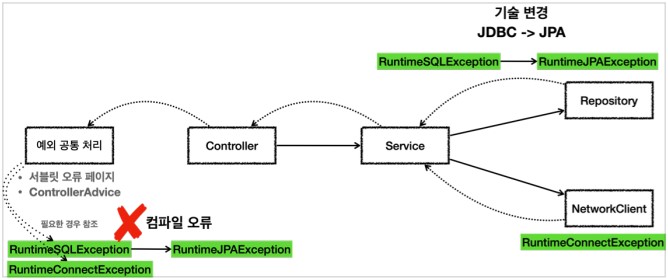 기술 변경
JDBC -> JPA
RuntimeSQLException
RuntimeJPAException
Repository
예외 공통 처리
Controller
Service
서블릿 오류 페이지
ControllerAdvice
NetworkClient
필요한 경우 참조
컴파일 오류
RuntimeSQLException
RuntimeJPAException
RuntimeConnectException
RuntimeConnectException